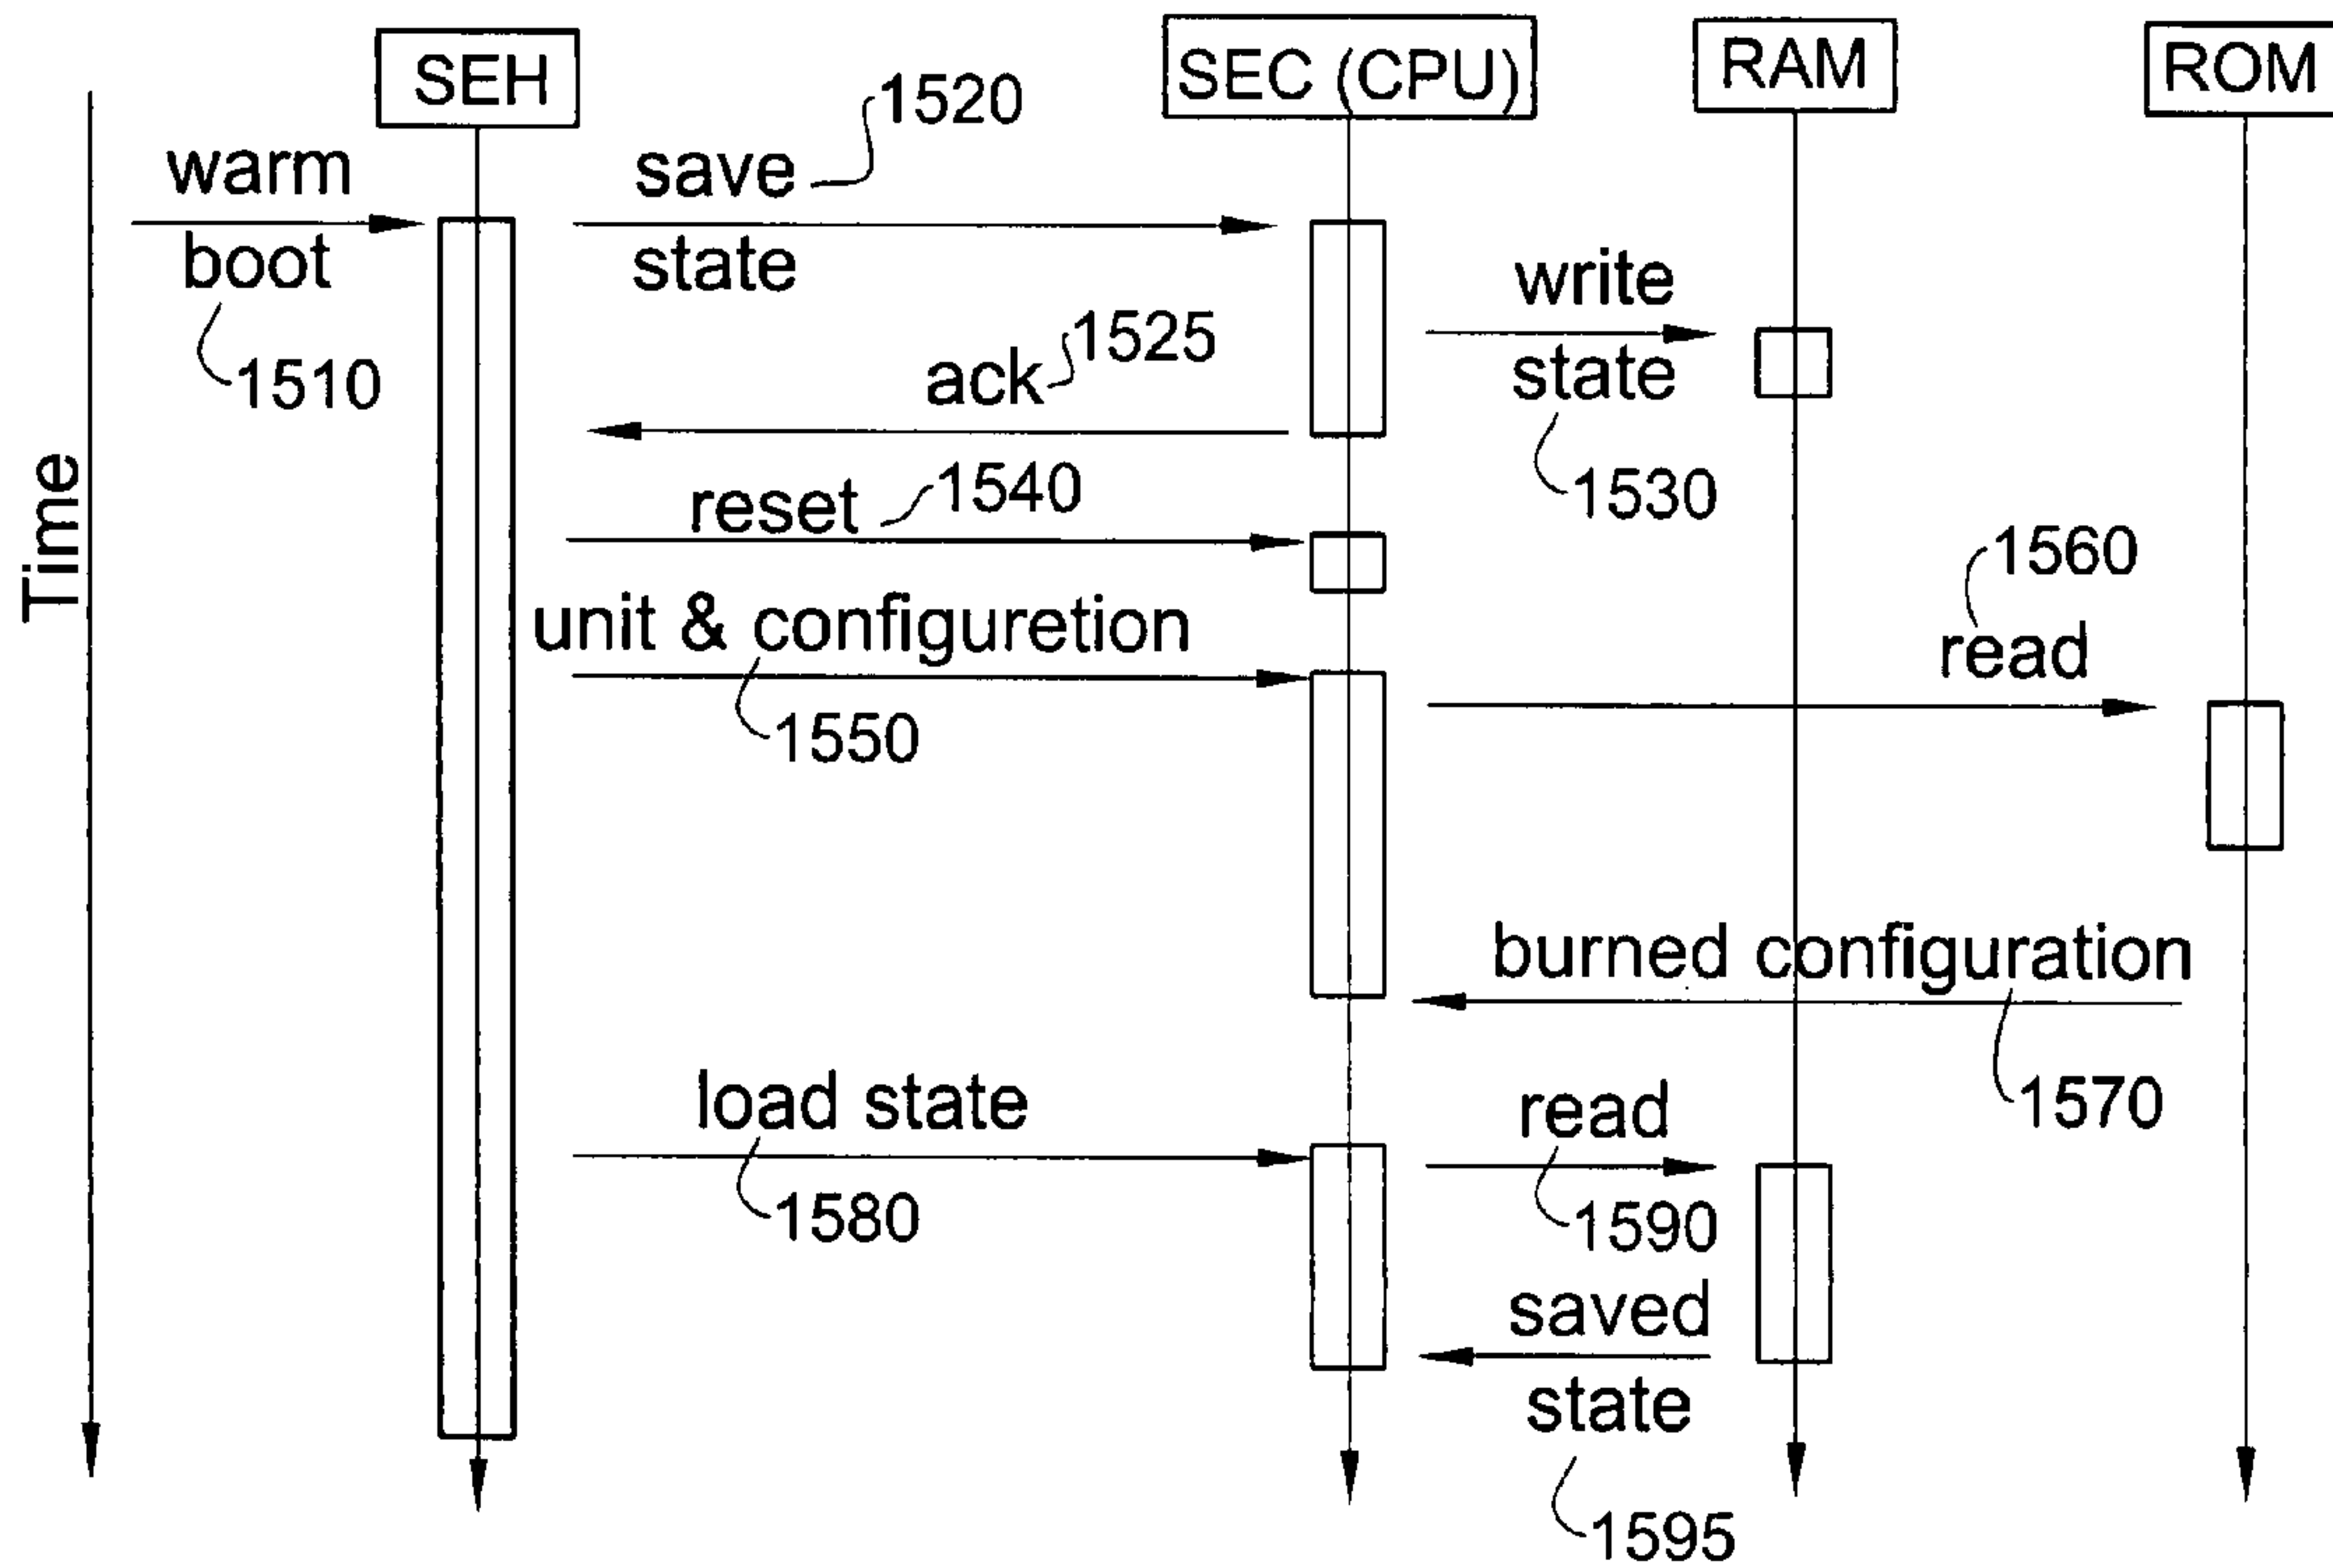 SEH
SEC (CPU)
RAM
ROM
warm
boot
1510
save
state
1520
write
state
1530
ack
1525
reset
1540
Time
unit & configuretion
1550
1560
read
burned configuration
1570
load state
1580
read
1590
saved
state
1595